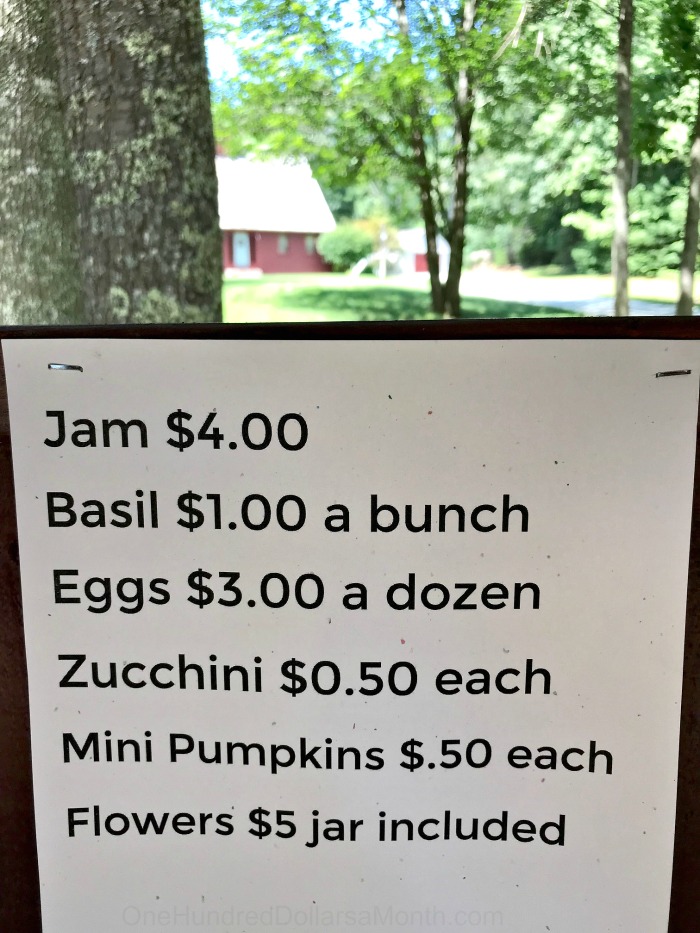 Jam $4.00
Basil $1.00 a bunch
Eggs $3.00 a dozen
Zucchini $0.50 each
Mini Pumpkins $.50 each
Flowers $5 jar included
OneHundredDollarsaMonth.com